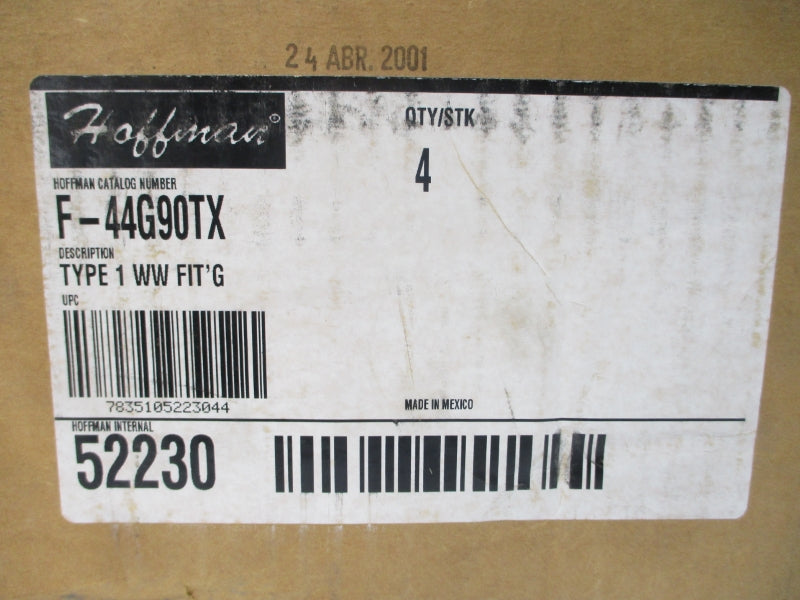 24 ABR. 2001
Hoffman®
QTY/STK
4
HOFFMAN CATALOG NUMBER
F-44G90TX
DESCRIPTION
TYPE 1 WW FIT'G
UPC
7835105223044
MADE IN MEXICO
HOFFMAN INTERNAL
52230